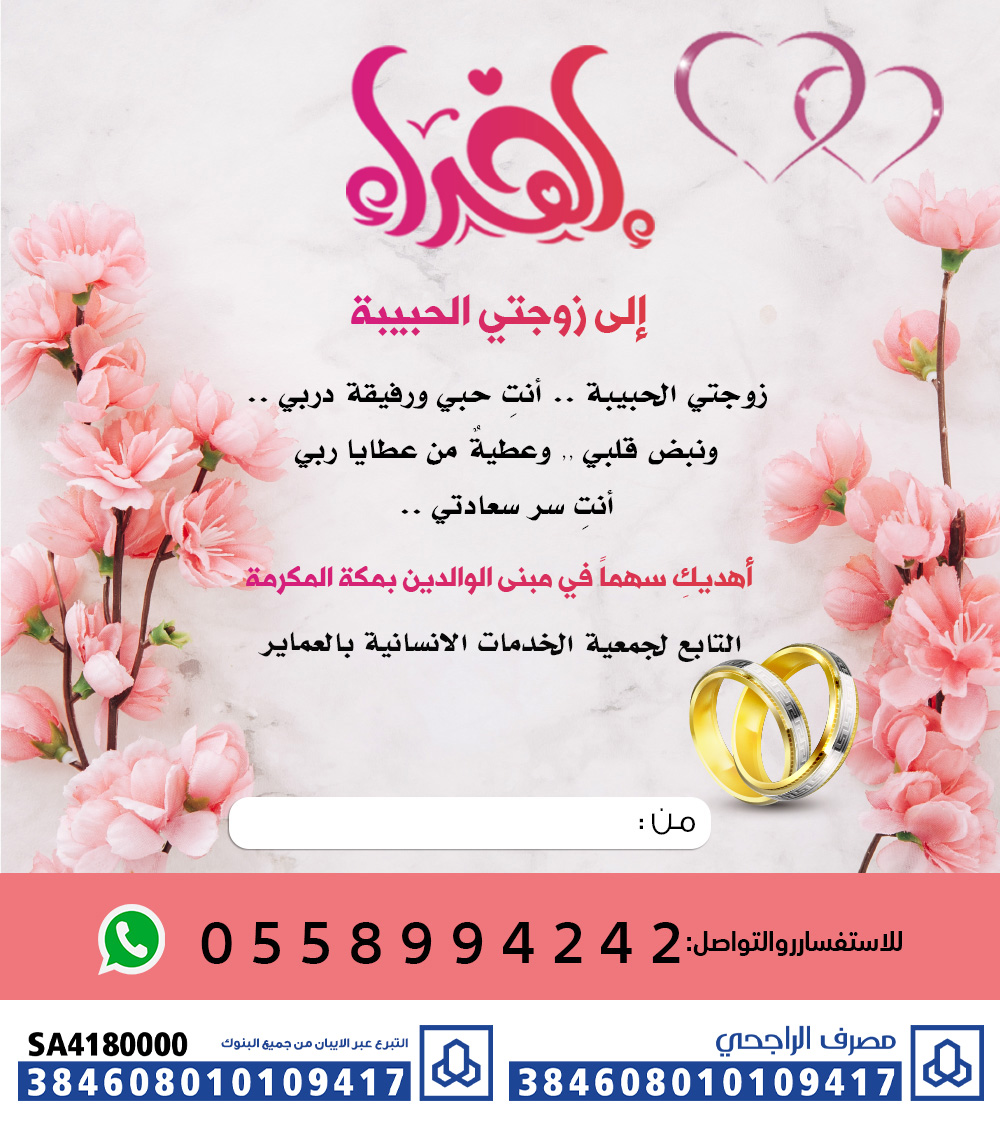 إهداء
إلى زوجتي الحبيبة
زوجتي الحبيبة .. أنتِ حبي ورفيقة دربي ..
ونبض قلبي ,, وعطيةٌ من عطايا ربي
أنتِ سر سعادتي ..
أهديكِ سهماً في مبنى الوالدين بمكة المكرمة
التابع لجمعية الخدمات الانسانية بالعماير
من :
للاستفسارر والتواصل: 0558994242
مصرف الراجحي
384608010109417
التبرع عبر الايبان من جميع البنوك SA4180000
384608010109417